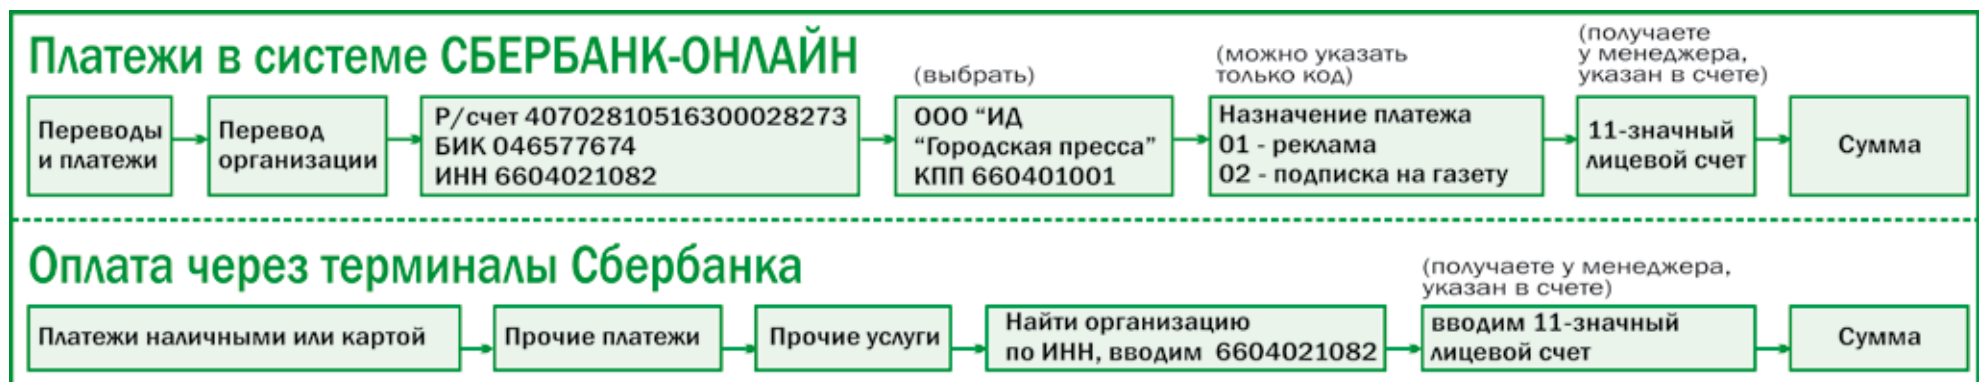 Платежи в системе СБЕРБАНК-ОНЛАЙН
Переводы
и платежи
Перевод
организации
Р/счет 40702810516300028273
БИК 046577674
ИНН 6604021082
(выбрать)
ООО “ИД
“Городская пресса”
КПП 660401001
(можно указать
только код)
Назначение платежа
01 - реклама
02 - подписка на газету
(получаете
у менеджера,
указан в счете)
11-значный
лицевой счет
Сумма
Оплата через терминалы Сбербанка
Платежи наличными или картой
Прочие платежи
Прочие услуги
Найти организацию
по ИНН, вводим 6604021082
(получаете у менеджера,
указан в счете)
вводим 11-значный
лицевой счет
Сумма